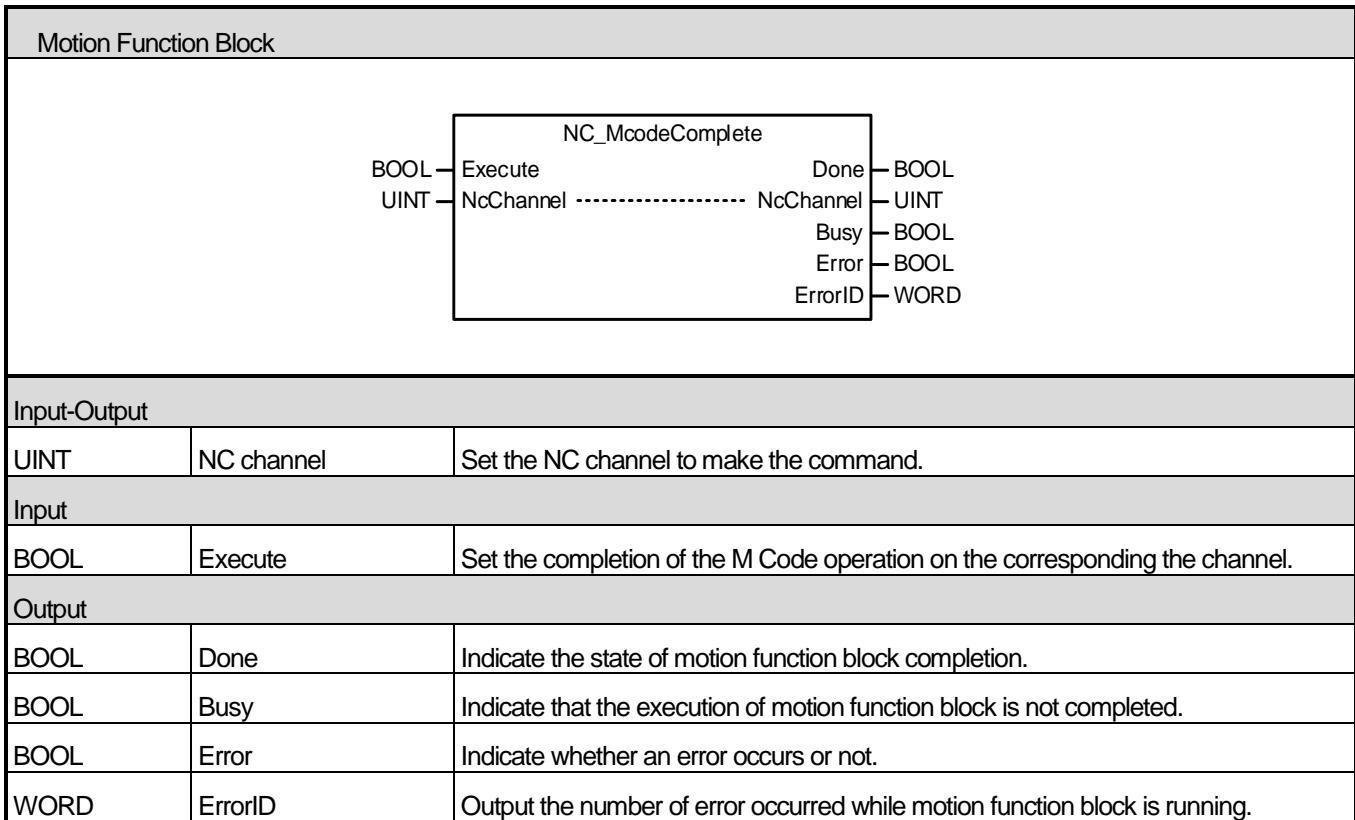 Motion Function Block
NC_McodeComplete
BOOL Execute Done BOOL
UINT NcChannel NcChannel UINT
Busy BOOL
Error BOOL
ErrorID WORD
Input-Output
UINT NC channel Set the NC channel to make the command.
Input
BOOL Execute Set the completion of the M Code operation on the corresponding the channel.
Output
BOOL Done Indicate the state of motion function block completion.
BOOL Busy Indicate that the execution of motion function block is not completed.
BOOL Error Indicate whether an error occurs or not.
WORD ErrorID Output the number of error occurred while motion function block is running.